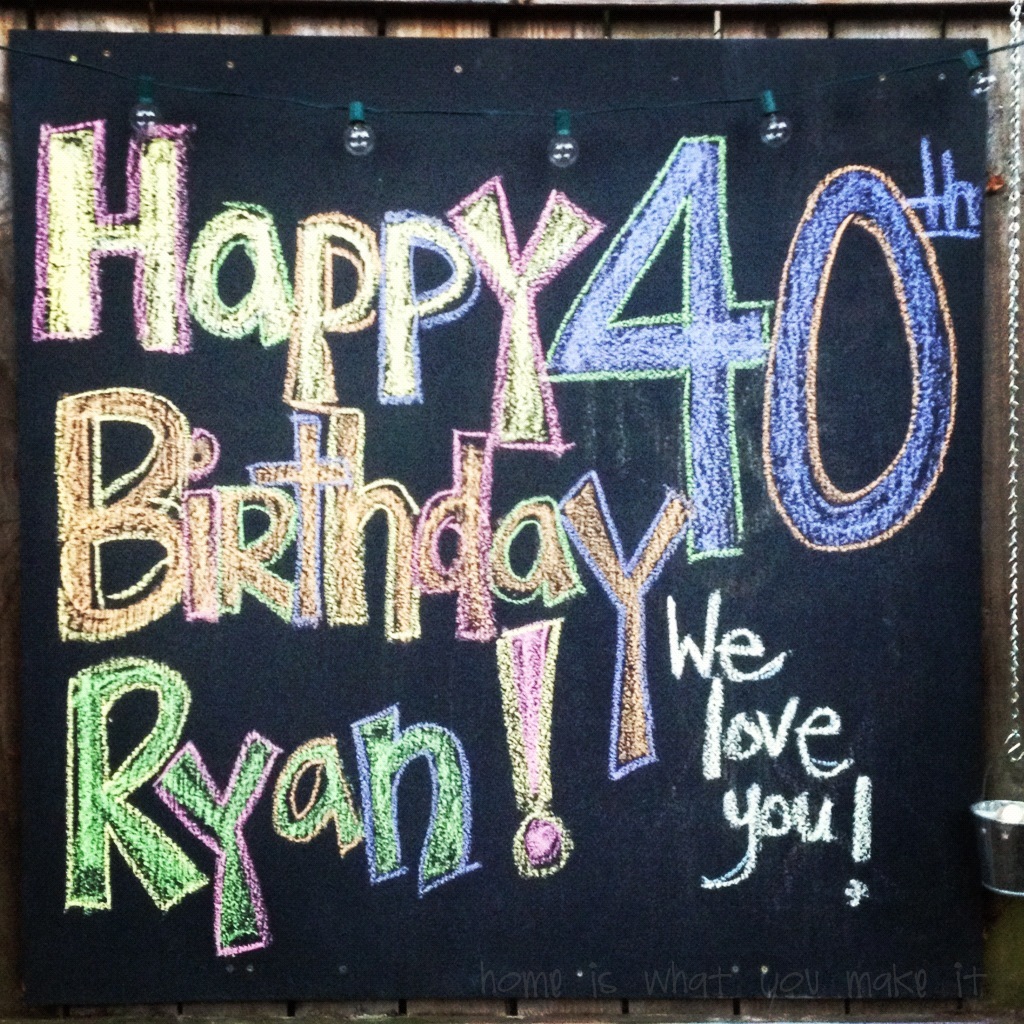 Happy 40th
Birthday
Ryan!
We
love
you!
home is what you make it